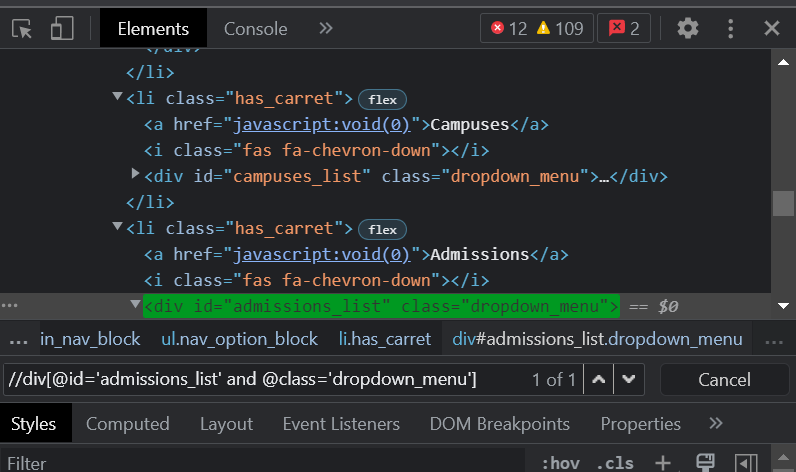 Elements Console » 12 109 2
</div>
</li>
▼<li class="has_carret"> flex
<a href="javascript:void(0)">Campuses</a>
<i class="fas fa-chevron-down"></i>
▶<div id="campuses_list" class="dropdown_menu">…</div>
</li>
▼<li class="has_carret"> flex
<a href="javascript:void(0)">Admissions</a>
<i class="fas fa-chevron-down"></i>
… ▼<div id="admissions_list" class="dropdown_menu"> == $0
… in_nav_block ul.nav_option_block li.has_carret div#admissions_list.dropdown_menu …
//div[@id='admissions_list' and @class='dropdown_menu'] 1 of 1 Cancel
Styles Computed Layout Event Listeners DOM Breakpoints Properties »
Filter :hov .cls +